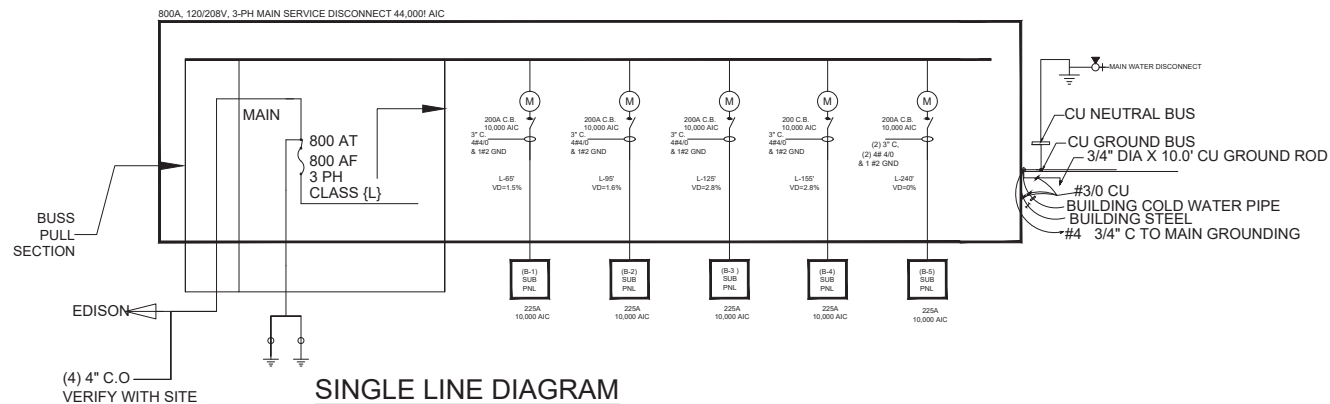 800A, 120/208V, 3-PH MAIN SERVICE DISCONNECT 44,000! AIC
MAIN
800 AT
800 AF
3 PH
CLASS {L}
BUSS
PULL
SECTION
EDISON
(4) 4" C.O
VERIFY WITH SITE
M
200A C.B.
10,000 AIC
3" C.
4#4/0
& 1#2 GND
L-65'
VD=1.5%
(B-1)
SUB
PNL
225A
10,000 AIC
M
200A C.B.
10,000 AIC
3" C.
4#4/0
& 1#2 GND
L-95'
VD=1.6%
(B-2)
SUB
PNL
225A
10,000 AIC
M
200A C.B.
10,000 AIC
3" C.
4#4/0
& 1#2 GND
L-125'
VD=2.8%
(B-3 )
SUB
PNL
225A
10,000 AIC
M
200 C.B.
10,000 AIC
3" C.
4#4/0
& 1#2 GND
L-155'
VD=2.8%
(B-4)
SUB
PNL
225A
10,000 AIC
M
200A C.B.
10,000 AIC
(2) 3" C,
(2) 4# 4/0
& 1 #2 GND
L-240'
VD=0%
(B-5)
SUB
PNL
225A
10,000 AIC
MAIN WATER DISCONNECT
CU NEUTRAL BUS
CU GROUND BUS
3/4" DIA X 10.0' CU GROUND ROD
#3/0 CU
BUILDING COLD WATER PIPE
BUILDING STEEL
#4 3/4" C TO MAIN GROUNDING
SINGLE LINE DIAGRAM